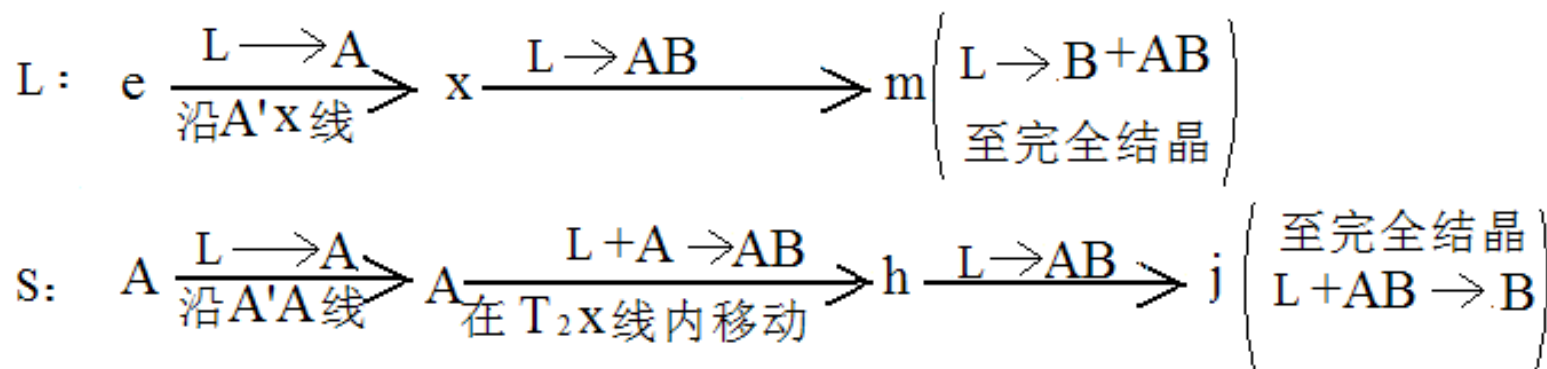 L： e L→A 沿A'x线 x L→AB m L→B+AB 至完全结晶
S： A L→A 沿A'A线 A L+A→AB 在T₂x线内移动 h L→AB j 至完全结晶 L+AB→B